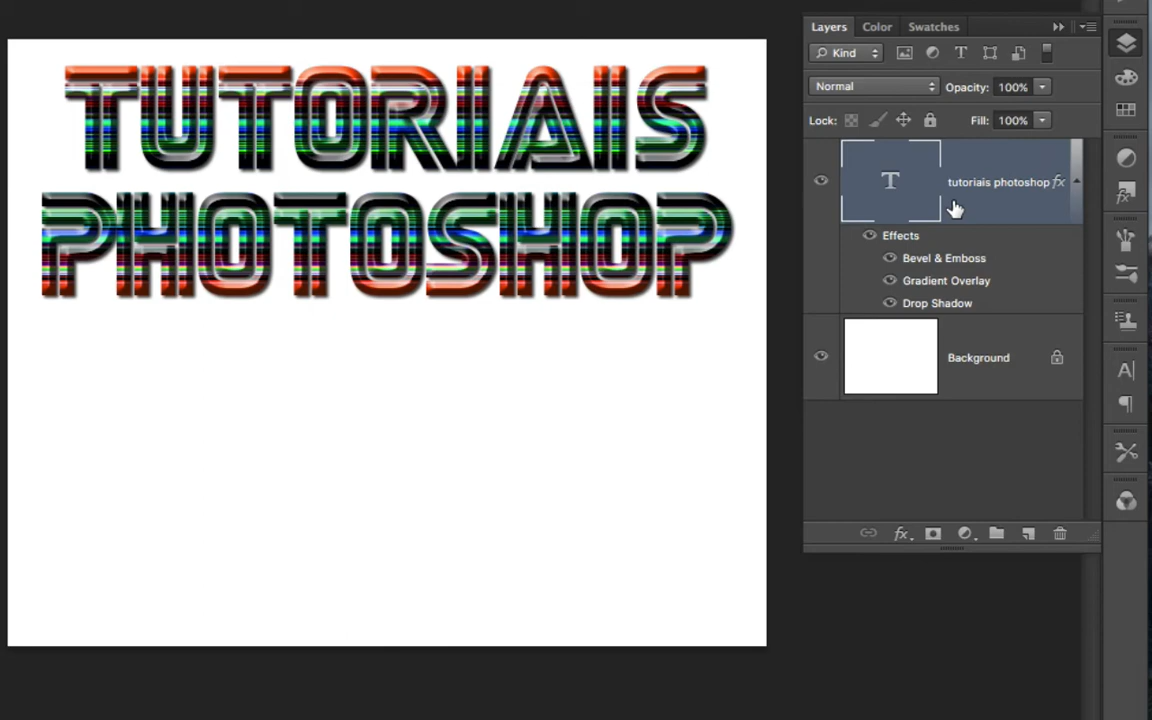 TUTORIAIS
PHOTOSHOP
Layers Color Swatches
Kind
Normal Opacity: 100%
Lock: Fill: 100%
T tutoriais photoshop fx
Effects
Bevel & Emboss
Gradient Overlay
Drop Shadow
Background
fx